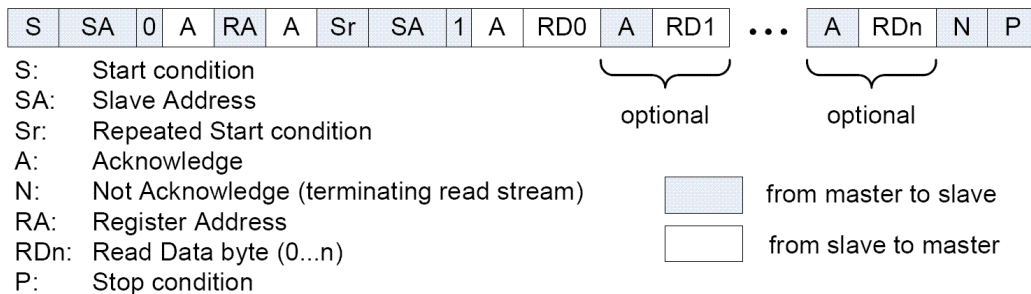 S SA 0 A RA A Sr SA 1 A RD0 A RD1 ••• A RDn N P
optional optional
S: Start condition
SA: Slave Address
Sr: Repeated Start condition
A: Acknowledge
N: Not Acknowledge (terminating read stream)
RA: Register Address
RDn: Read Data byte (0...n)
P: Stop condition
from master to slave
from slave to master